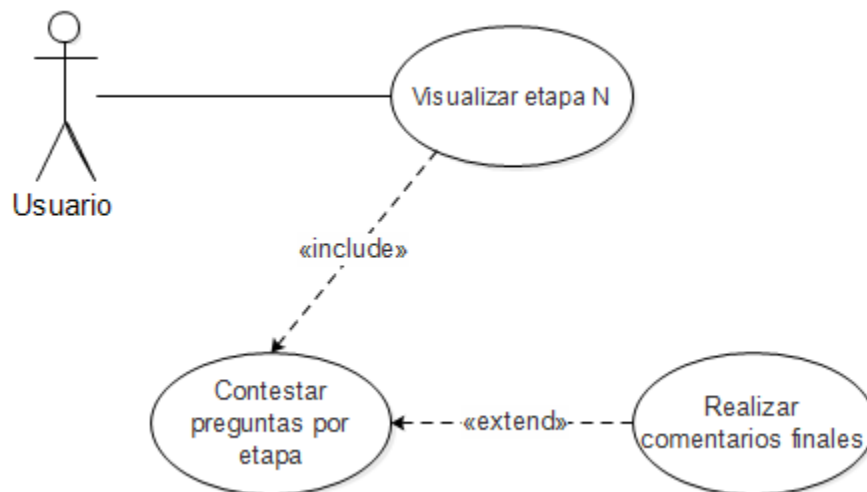 Visualizar etapa N
Usuario
«include»
Contestar
preguntas por
etapa
«extend»
Realizar
comentarios finales